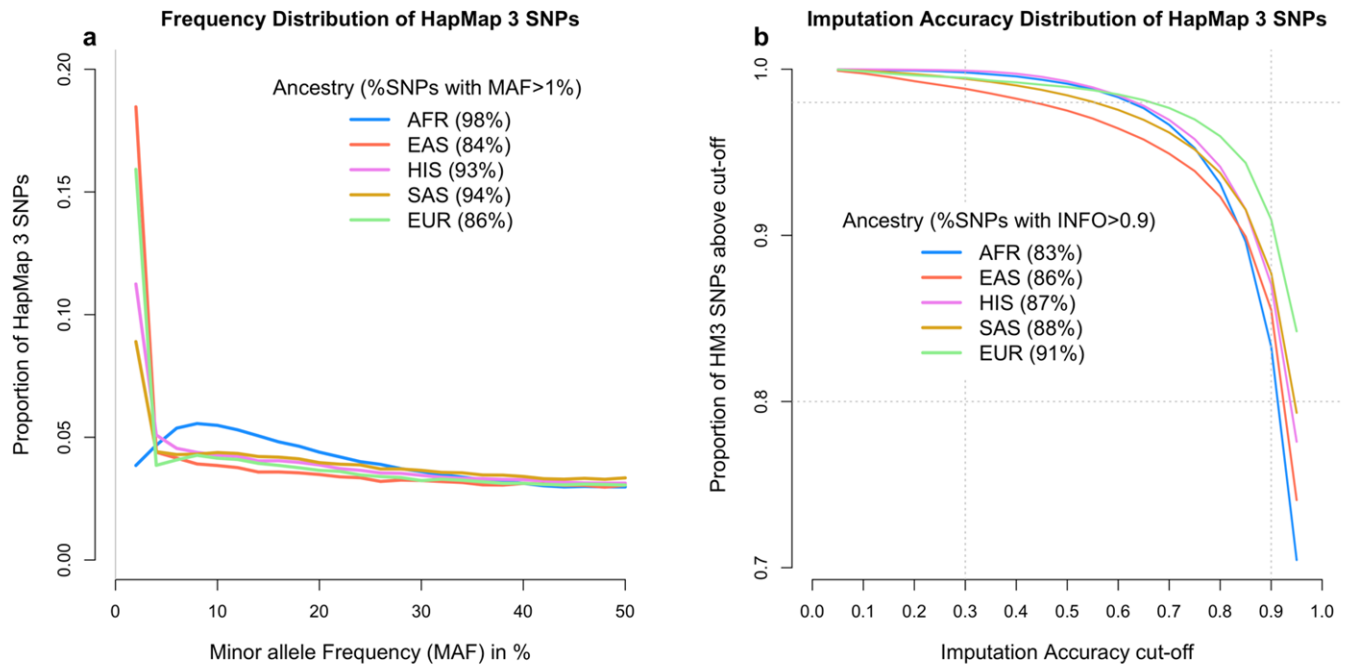 Frequency Distribution of HapMap 3 SNPs
a
Ancestry (%SNPs with MAF>1%)
AFR (98%)
EAS (84%)
HIS (93%)
SAS (94%)
EUR (86%)
Proportion of HapMap 3 SNPs
0.20
0.15
0.10
0.05
0.00
0 10 20 30 40 50
Minor allele Frequency (MAF) in %
Imputation Accuracy Distribution of HapMap 3 SNPs
b
Ancestry (%SNPs with INFO>0.9)
AFR (83%)
EAS (86%)
HIS (87%)
SAS (88%)
EUR (91%)
Proportion of HM3 SNPs above cut-off
1.0
0.9
0.8
0.7
0.0 0.1 0.2 0.3 0.4 0.5 0.6 0.7 0.8 0.9 1.0
Imputation Accuracy cut-off